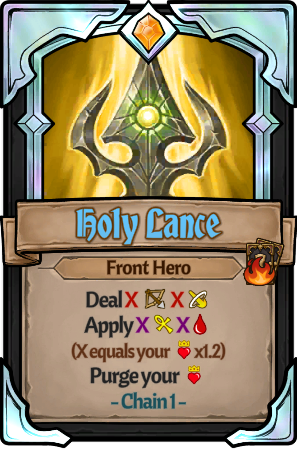 Holy Lance
Front Hero
Deal X X
Apply X X
(X equals your x1.2)
Purge your
- Chain 1 -